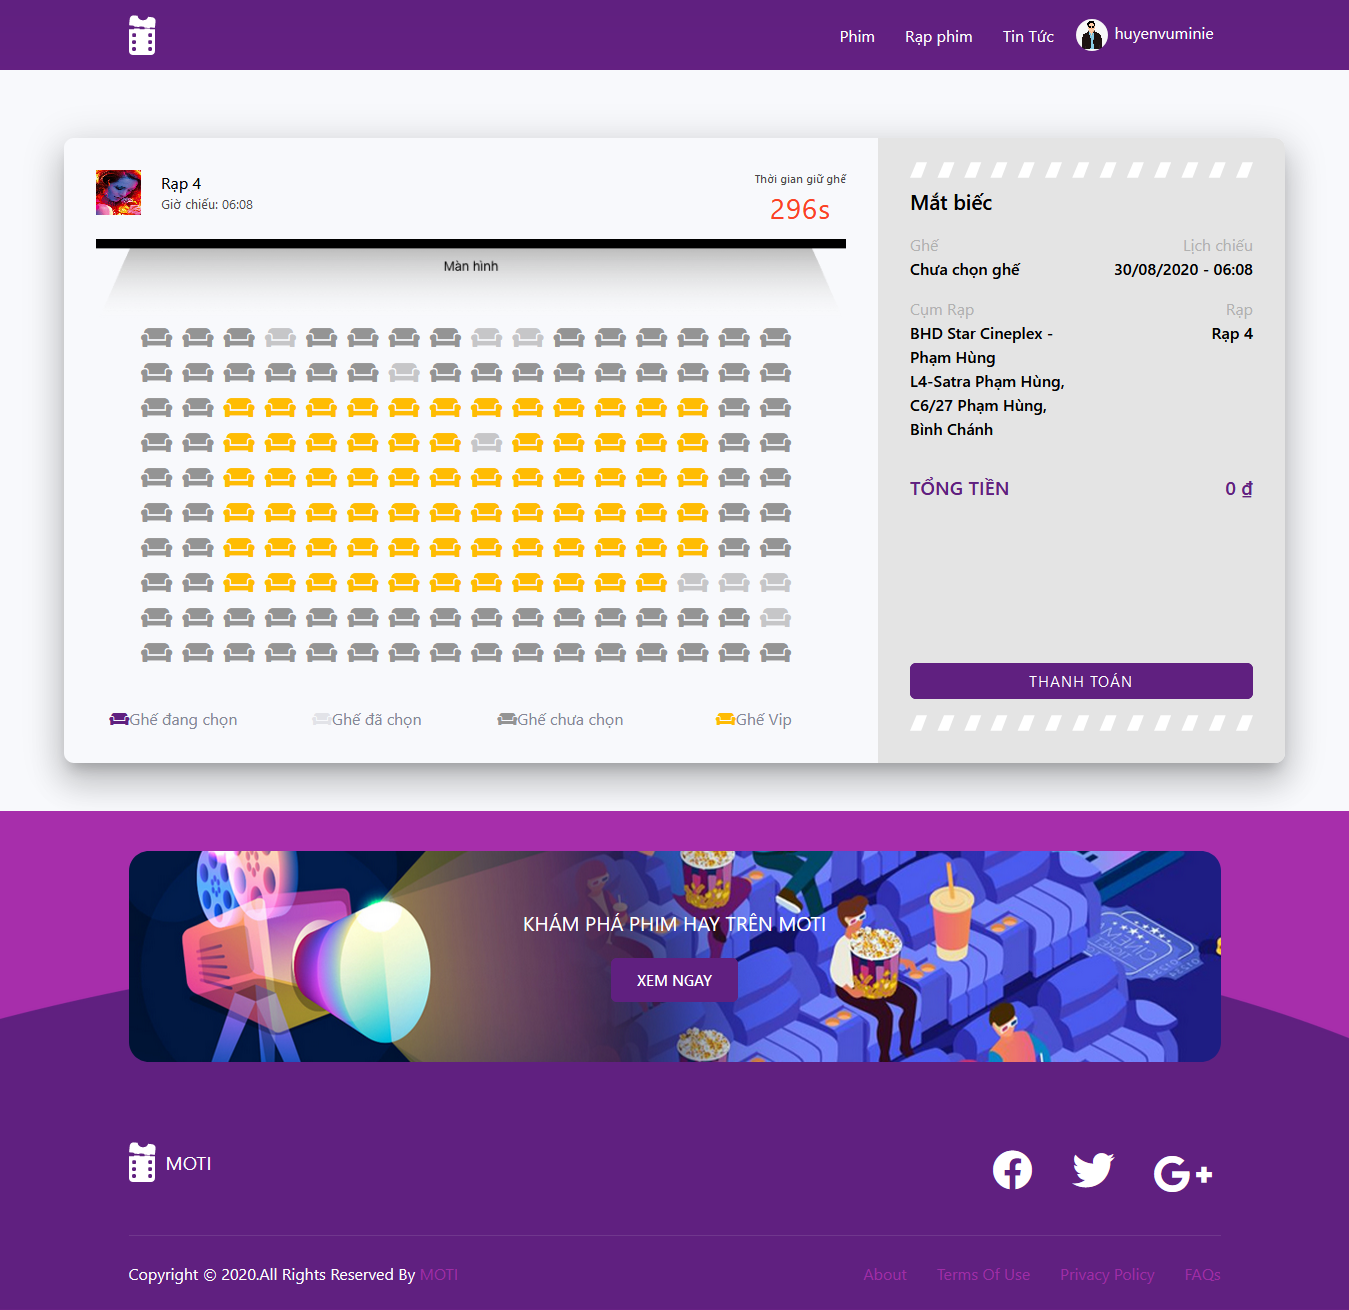 Phim Rạp phim Tin Tức huyenvuminie
Rạp 4
Giờ chiếu: 06:08
Thời gian giữ ghế
296s
Màn hình
Ghế đang chọn Ghế đã chọn Ghế chưa chọn Ghế Vip
Mắt biếc
Ghế Lịch chiếu
Chưa chọn ghế 30/08/2020 - 06:08
Cụm Rạp Rạp
BHD Star Cineplex - Rạp 4
Phạm Hùng
L4-Satra Phạm Hùng,
C6/27 Phạm Hùng,
Bình Chánh
TỔNG TIỀN 0 ₫
THANH TOÁN
KHÁM PHÁ PHIM HAY TRÊN MOTI
XEM NGAY
MOTI
Copyright © 2020.All Rights Reserved By MOTI About Terms Of Use Privacy Policy FAQs